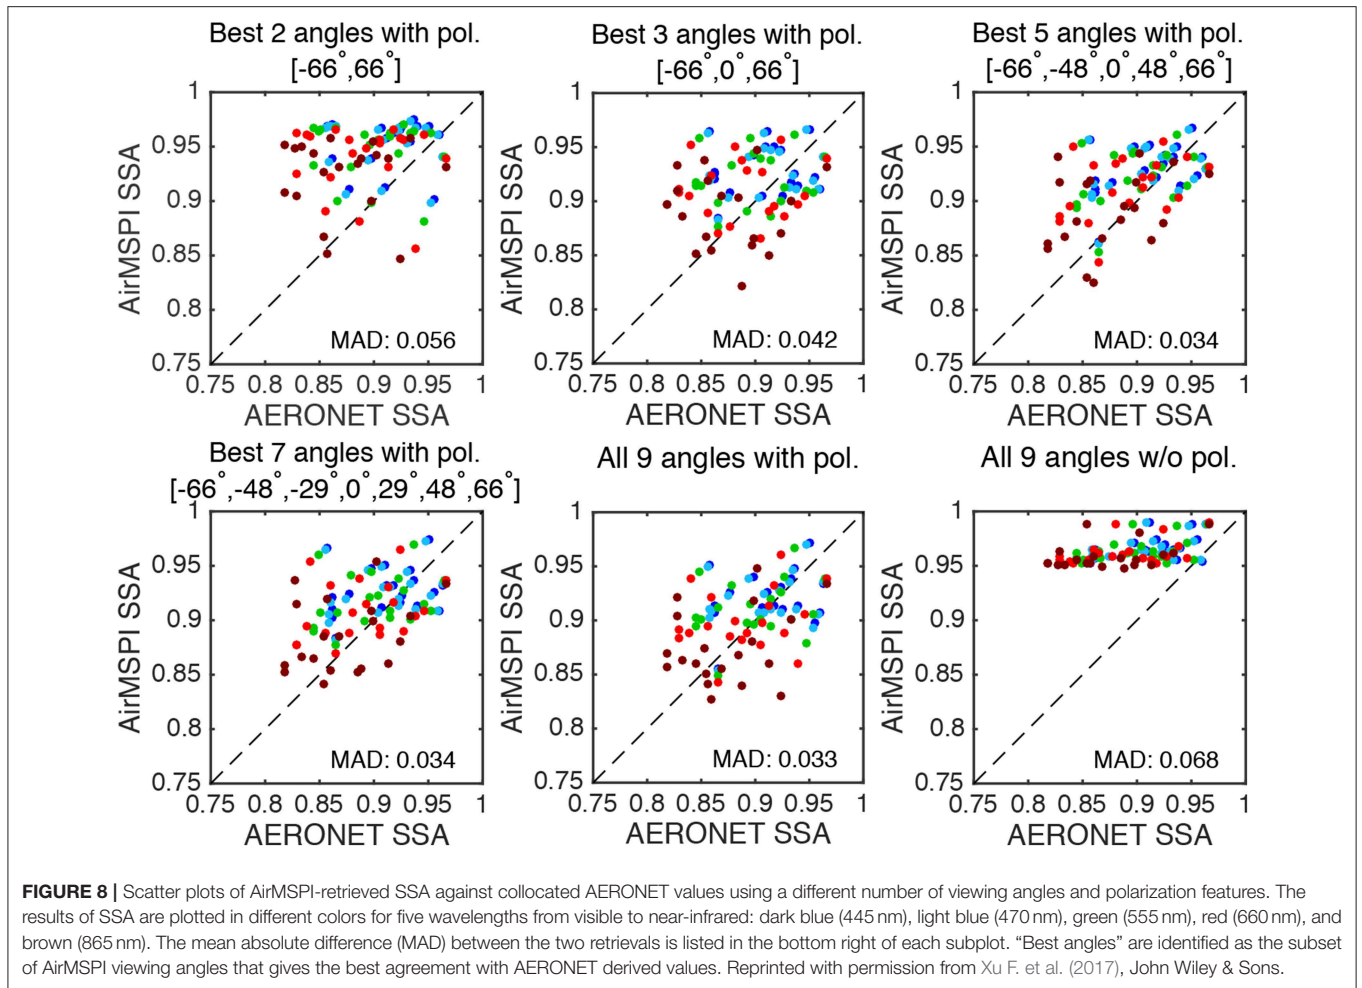 Best 2 angles with pol.
[-66°,66°]
1
0.95
0.9
0.85
0.8
0.75
AirMSPI SSA
MAD: 0.056
0.75 0.8 0.85 0.9 0.95 1
AERONET SSA
Best 3 angles with pol.
[-66°,0°,66°]
1
0.95
0.9
0.85
0.8
0.75
AirMSPI SSA
MAD: 0.042
0.75 0.8 0.85 0.9 0.95 1
AERONET SSA
Best 5 angles with pol.
[-66°,-48°,0°,48°,66°]
1
0.95
0.9
0.85
0.8
0.75
AirMSPI SSA
MAD: 0.034
0.75 0.8 0.85 0.9 0.95 1
AERONET SSA
Best 7 angles with pol.
[-66°,-48°,-29°,0°,29°,48°,66°]
1
0.95
0.9
0.85
0.8
0.75
AirMSPI SSA
MAD: 0.034
0.75 0.8 0.85 0.9 0.95 1
AERONET SSA
All 9 angles with pol.
1
0.95
0.9
0.85
0.8
0.75
AirMSPI SSA
MAD: 0.033
0.75 0.8 0.85 0.9 0.95 1
AERONET SSA
All 9 angles w/o pol.
1
0.95
0.9
0.85
0.8
0.75
AirMSPI SSA
MAD: 0.068
0.75 0.8 0.85 0.9 0.95 1
AERONET SSA
FIGURE 8 | Scatter plots of AirMSPI-retrieved SSA against collocated AERONET values using a different number of viewing angles and polarization features. The
results of SSA are plotted in different colors for five wavelengths from visible to near-infrared: dark blue (445 nm), light blue (470 nm), green (555 nm), red (660 nm), and
brown (865 nm). The mean absolute difference (MAD) between the two retrievals is listed in the bottom right of each subplot. “Best angles” are identified as the subset
of AirMSPI viewing angles that gives the best agreement with AERONET derived values. Reprinted with permission from Xu F. et al. (2017), John Wiley & Sons.